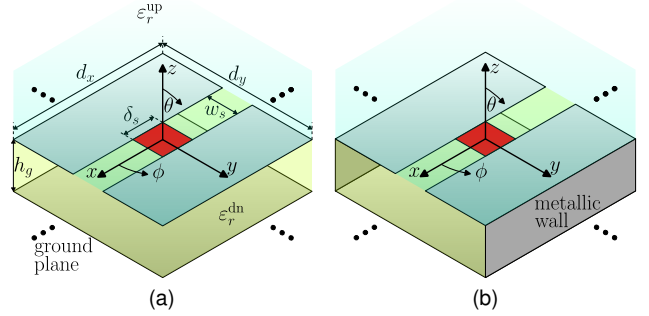 ε_r^up
d_x
d_y
z
θ
δ_s
w_s
h_g
x
ϕ
y
ε_r^dn
ground
plane
(a)
z
θ
x
ϕ
y
metallic
wall
(b)